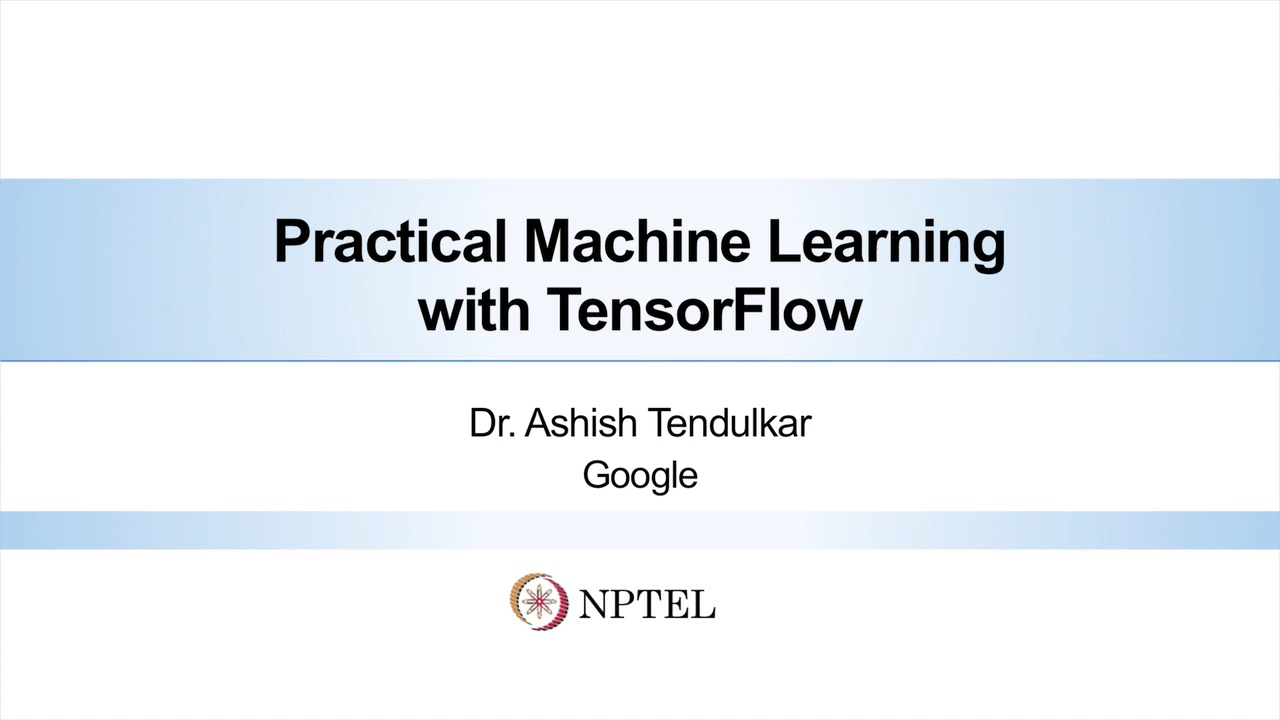 Practical Machine Learning
with TensorFlow
Dr. Ashish Tendulkar
Google
NPTEL